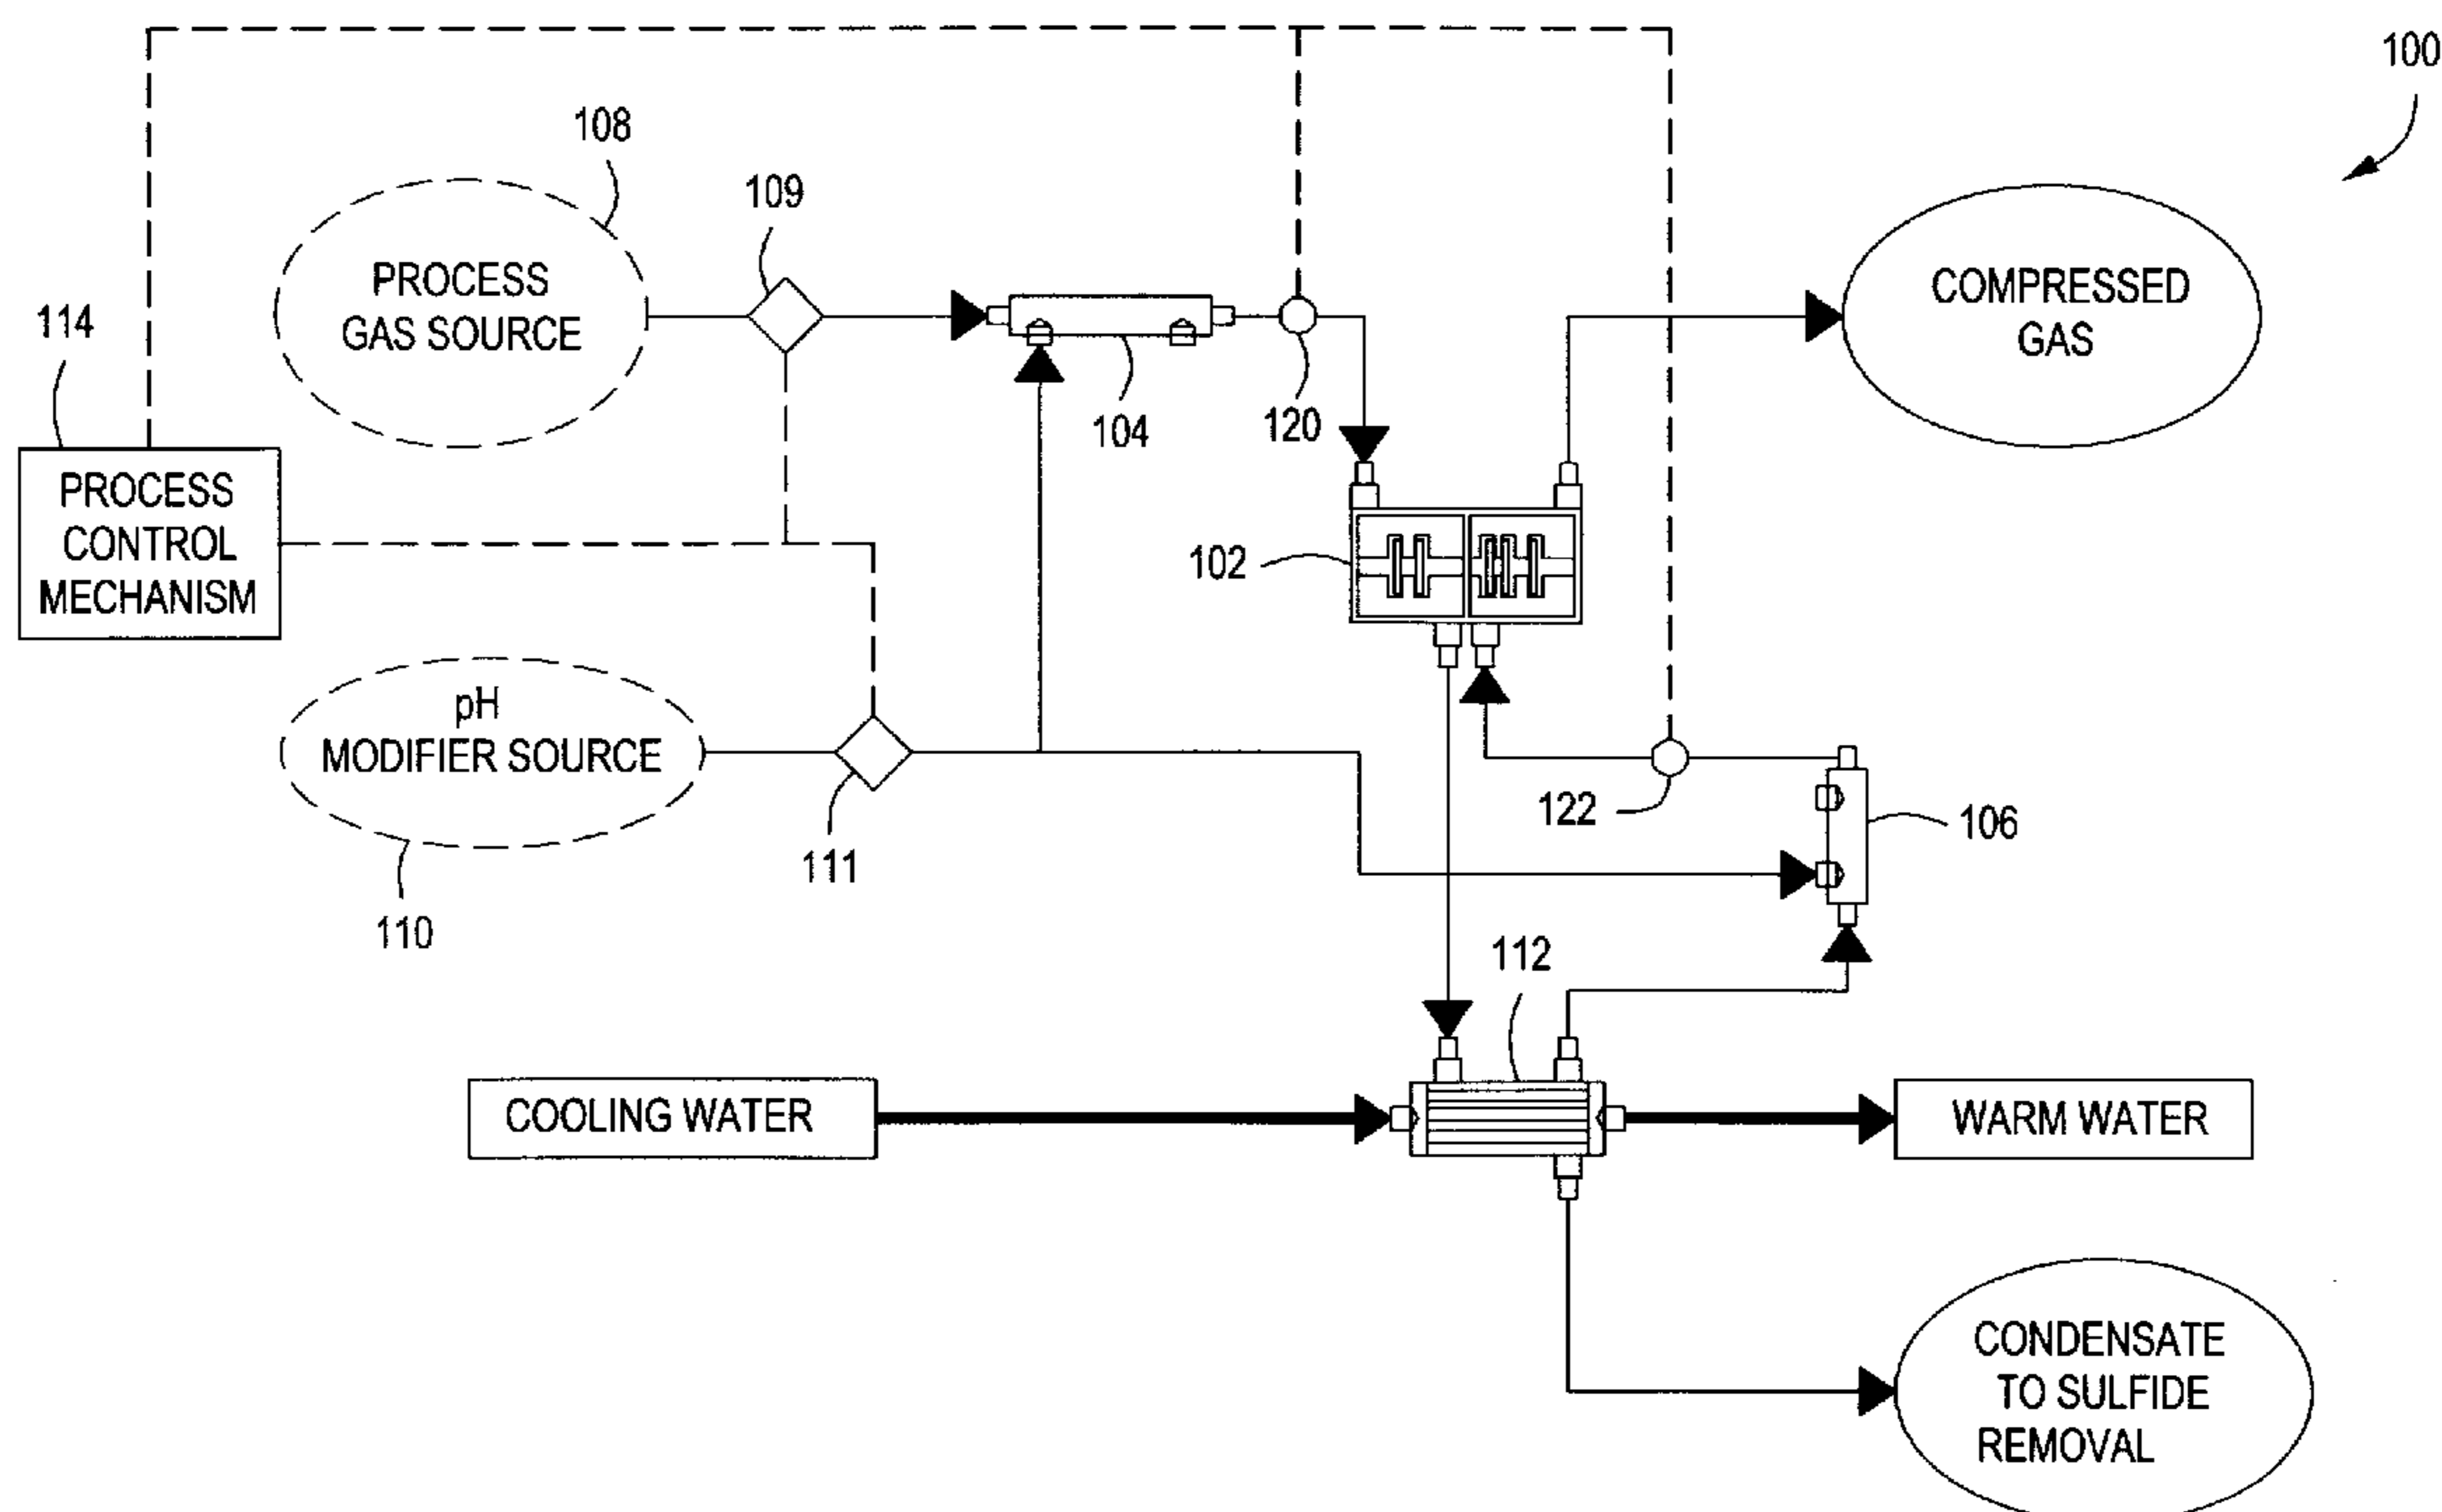 100
108
109
PROCESS
GAS SOURCE
COMPRESSED
GAS
114
104
120
PROCESS
CONTROL
MECHANISM
102
pH
MODIFIER SOURCE
122
106
111
110
112
COOLING WATER
WARM WATER
CONDENSATE
TO SULFIDE
REMOVAL